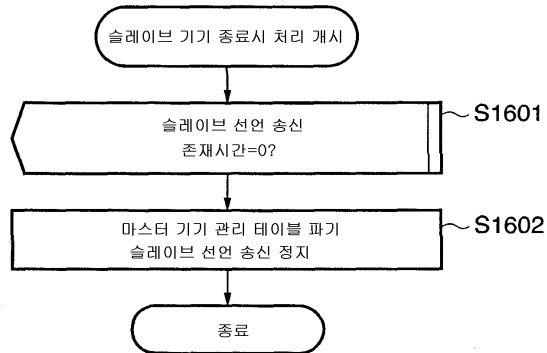 슬레이브 기기 종료시 처리 개시
슬레이브 선언 송신
존재시간=0?
S1601
마스터 기기 관리 테이블 파기
슬레이브 선언 송신 정지
S1602
종료